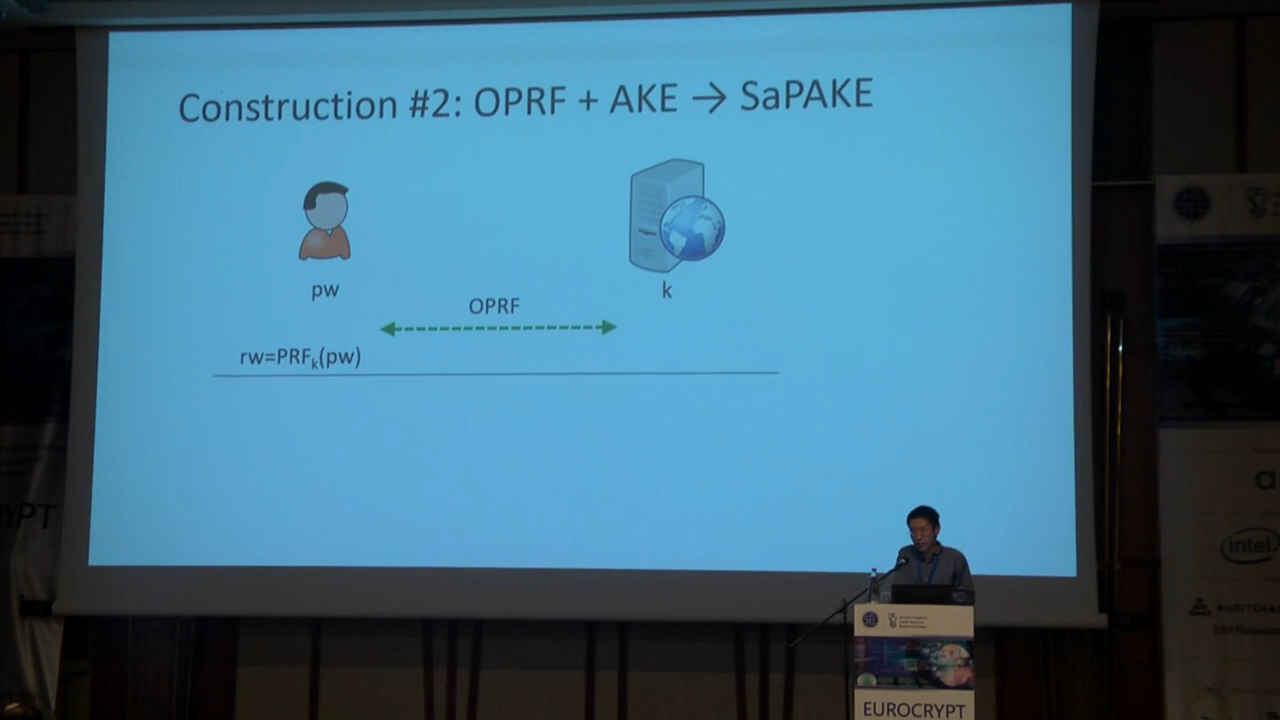 Construction #2: OPRF + AKE → SaPAKE
pw
k
OPRF
rw=PRFₖ(pw)
intel
EUROCRYPT